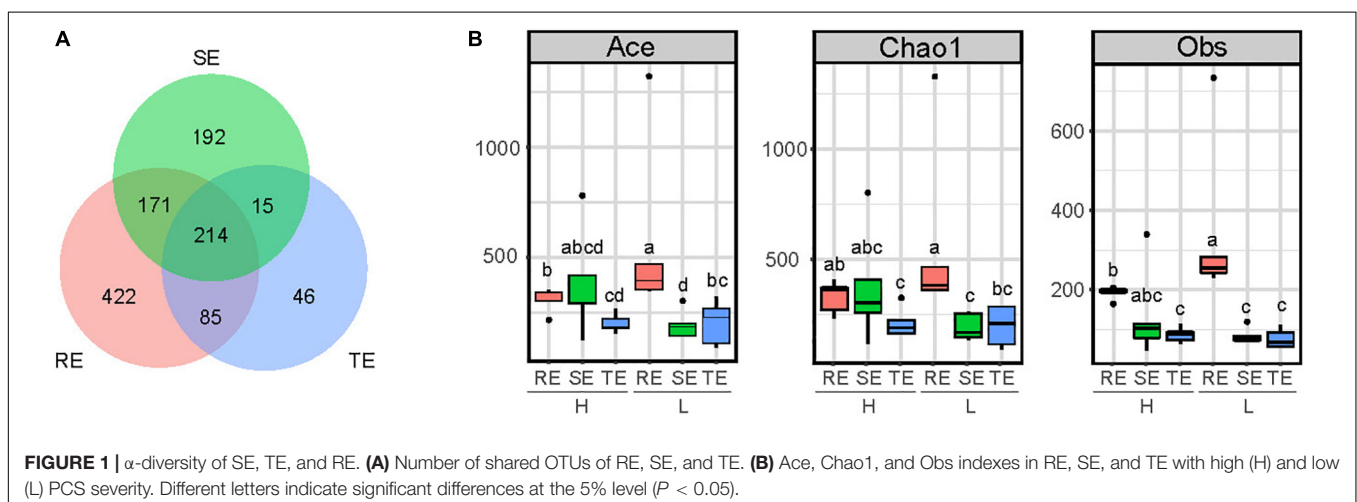 A
SE
192
171
15
214
422
85
46
RE
TE
B
Ace
1000
500
b
abcd
cd
a
d
bc
RE SE TE RE SE TE
H L
Chao1
1000
500
ab
abc
c
a
c
bc
RE SE TE RE SE TE
H L
Obs
600
400
200
b
abc
c
a
c
c
RE SE TE RE SE TE
H L
FIGURE 1 | α-diversity of SE, TE, and RE. (A) Number of shared OTUs of RE, SE, and TE. (B) Ace, Chao1, and Obs indexes in RE, SE, and TE with high (H) and low
(L) PCS severity. Different letters indicate significant differences at the 5% level (P < 0.05).